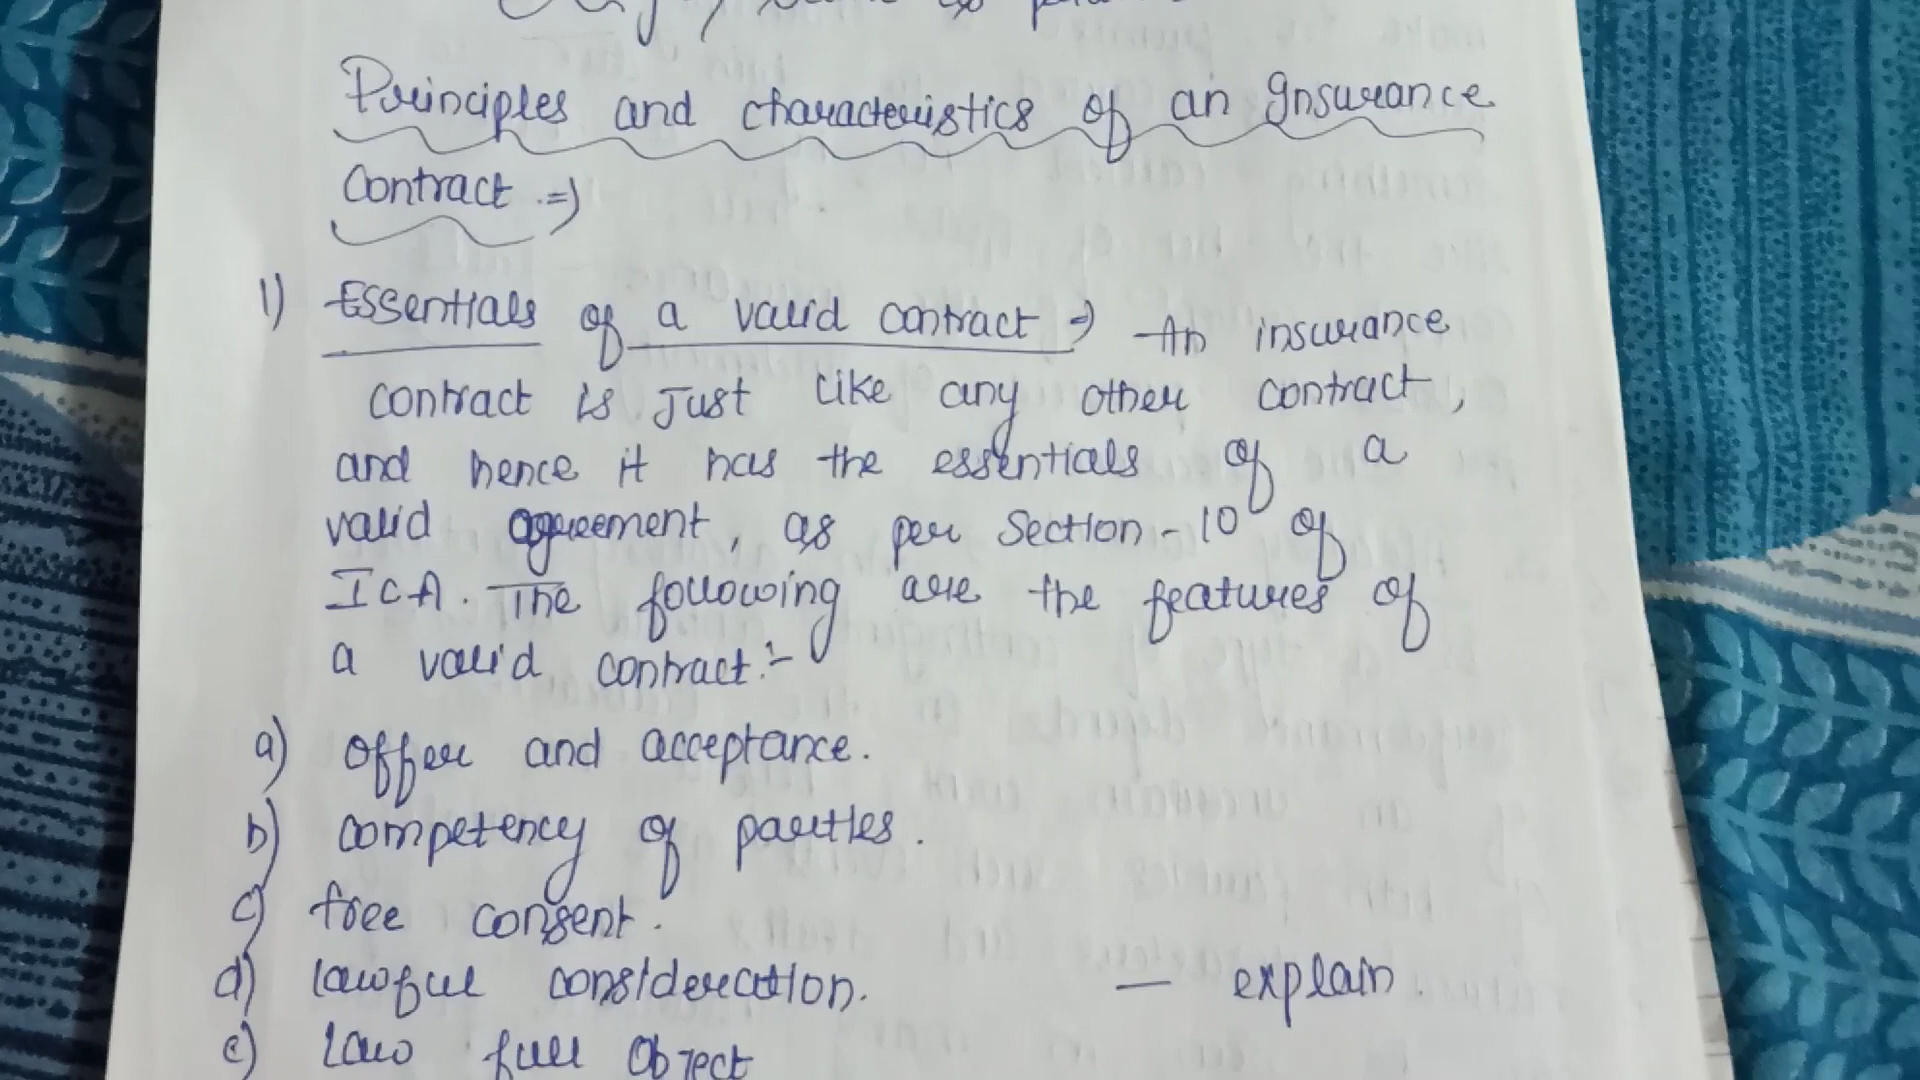 Principles and characteristics of an Insurance
Contract =>
1) Essentials of a valid contract => An insurance
contract is Just like any other contract,
and hence it has the essentials of a
valid agreement, as per Section-10 of
ICA. The following are the features of
a valid contract:-
a) offer and acceptance.
b) competency of parties.
c) free consent.
d) lawful consideration. — explain.
e) law full Object